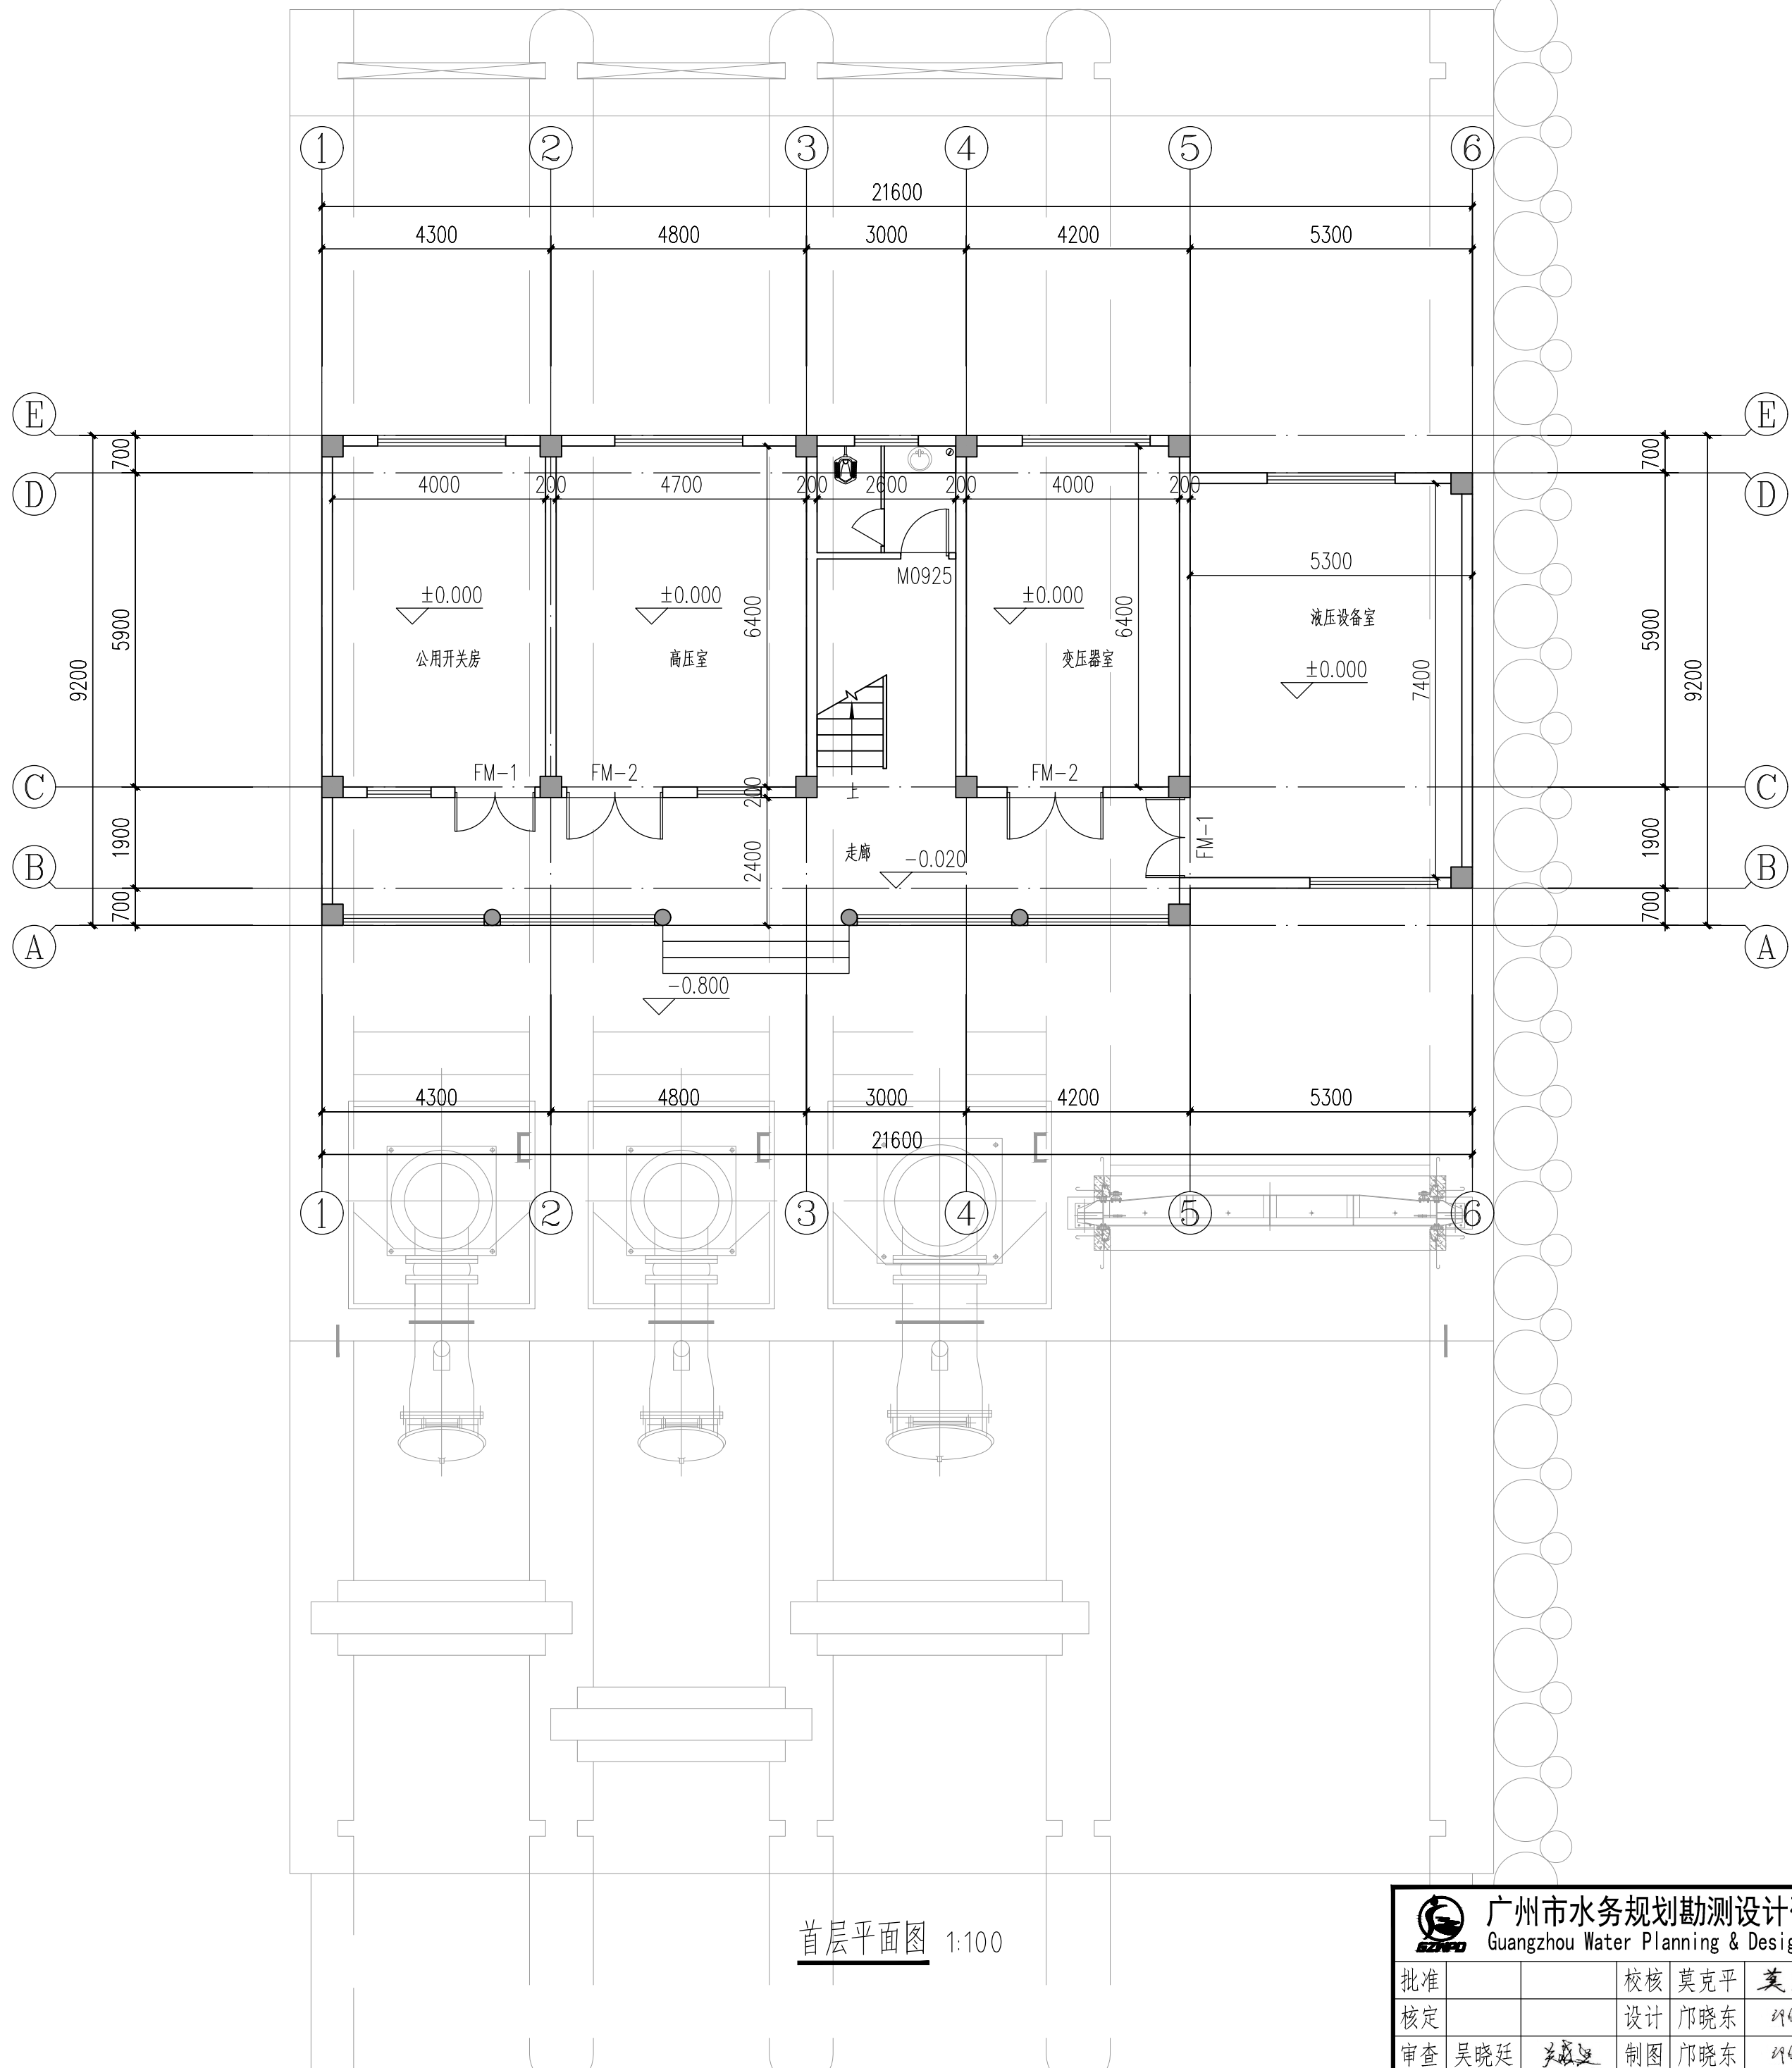 1 2 3 4 5 6
21600
4300 4800 3000 4200 5300
E E
700 700
D D
4000 200 4700 200 2600 200 4000 200
5300
M0925
±0.000 ±0.000 ±0.000
液压设备室
5900 6400 6400 5900
公用开关房 高压室 变压器室
±0.000
9200 7400 9200
FM-1 FM-2 FM-2
C C
200
上
1900 FM-1 1900
走廊
-0.020
2400
B B
700 700
A A
-0.800
4300 4800 3000 4200 5300
21600
1 2 3 4 5 6
首层平面图 1:100
广州市水务规划勘测设计
GZWPD
Guangzhou Water Planning & Desig
批准 校核 莫克平
核定 设计 邝晓东
审查 吴晓廷 制图 邝晓东